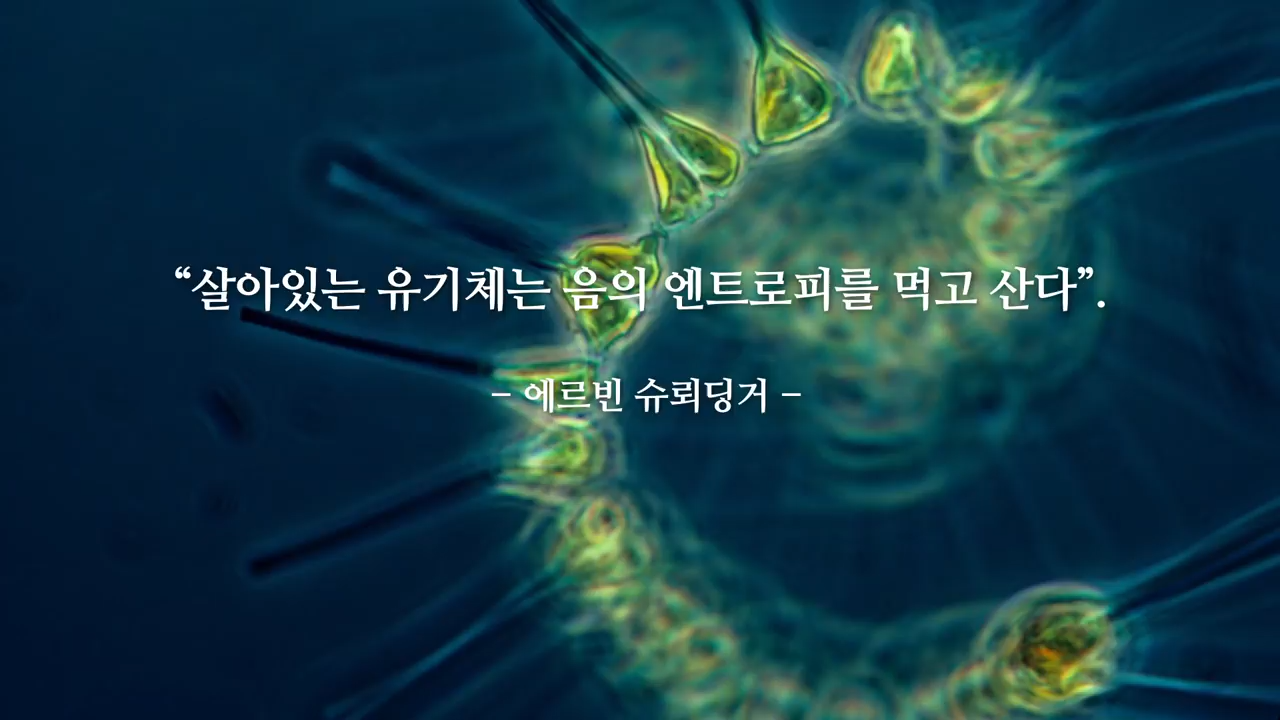 “살아있는 유기체는 음의 엔트로피를 먹고 산다”.
– 에르빈 슈뢰딩거 –